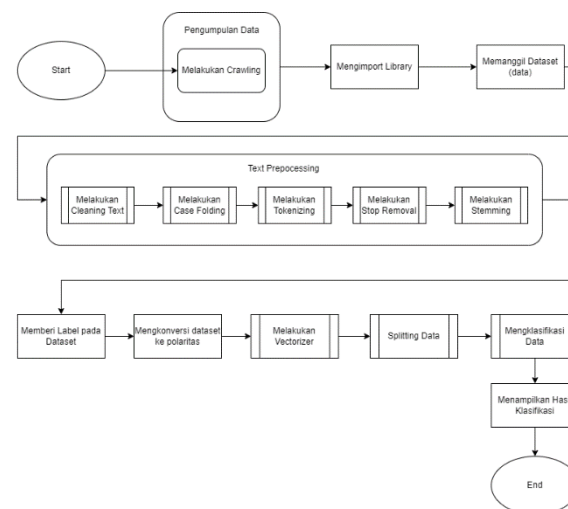 Pengumpulan Data
Start
Melakukan Crawling
Mengimport Library
Memanggil Dataset
(data)
Text Prepocessing
Melakukan
Cleaning Text
Melakukan
Case Folding
Melakukan
Tokenizing
Melakukan
Stop Removal
Melakukan
Stemming
Memberi Label pada
Dataset
Mengkonversi dataset
ke polaritas
Melakukan
Vectorizer
Splitting Data
Mengklasifikasi
Data
Menampilkan Has
Klasifikasi
End